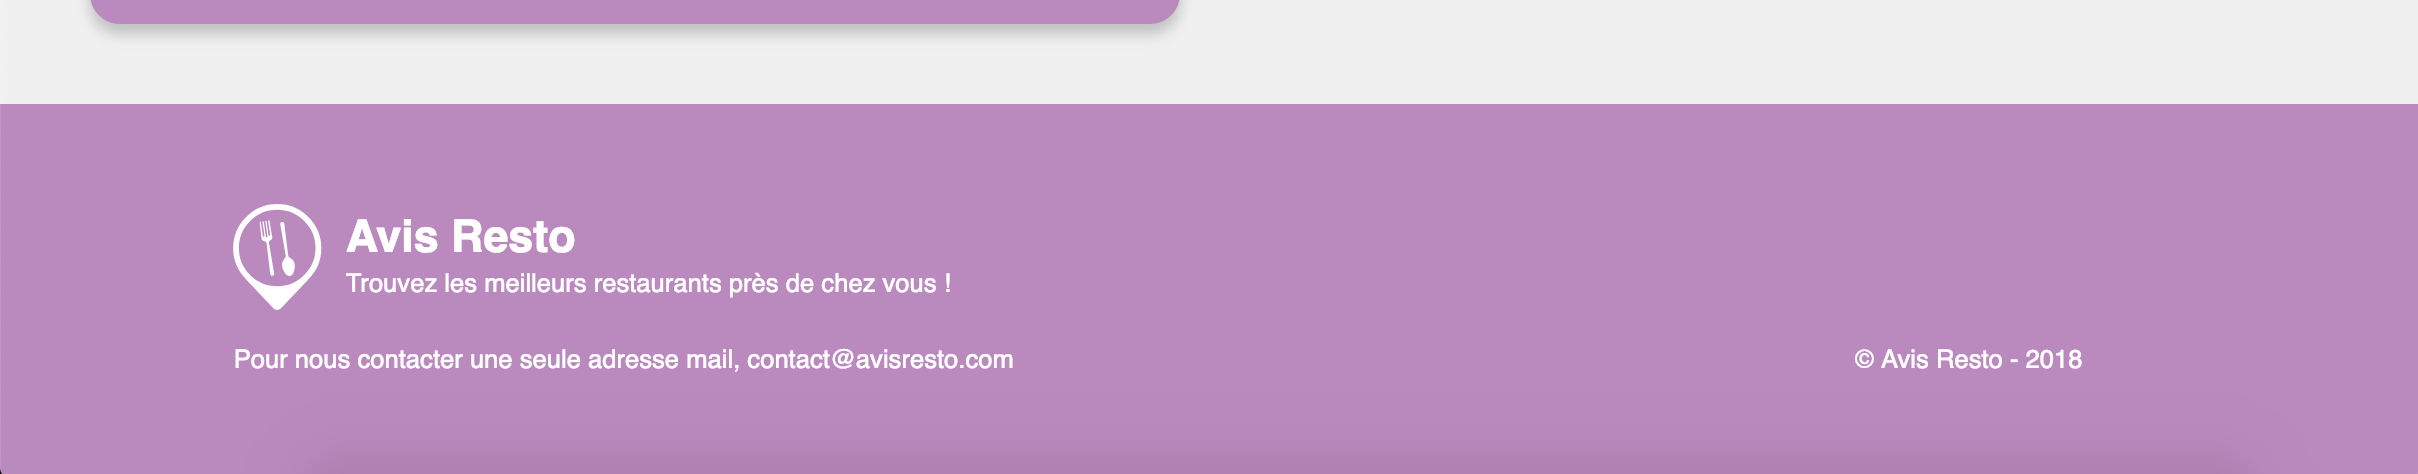 Avis Resto
Trouvez les meilleurs restaurants près de chez vous !
Pour nous contacter une seule adresse mail, contact@avisresto.com
© Avis Resto - 2018